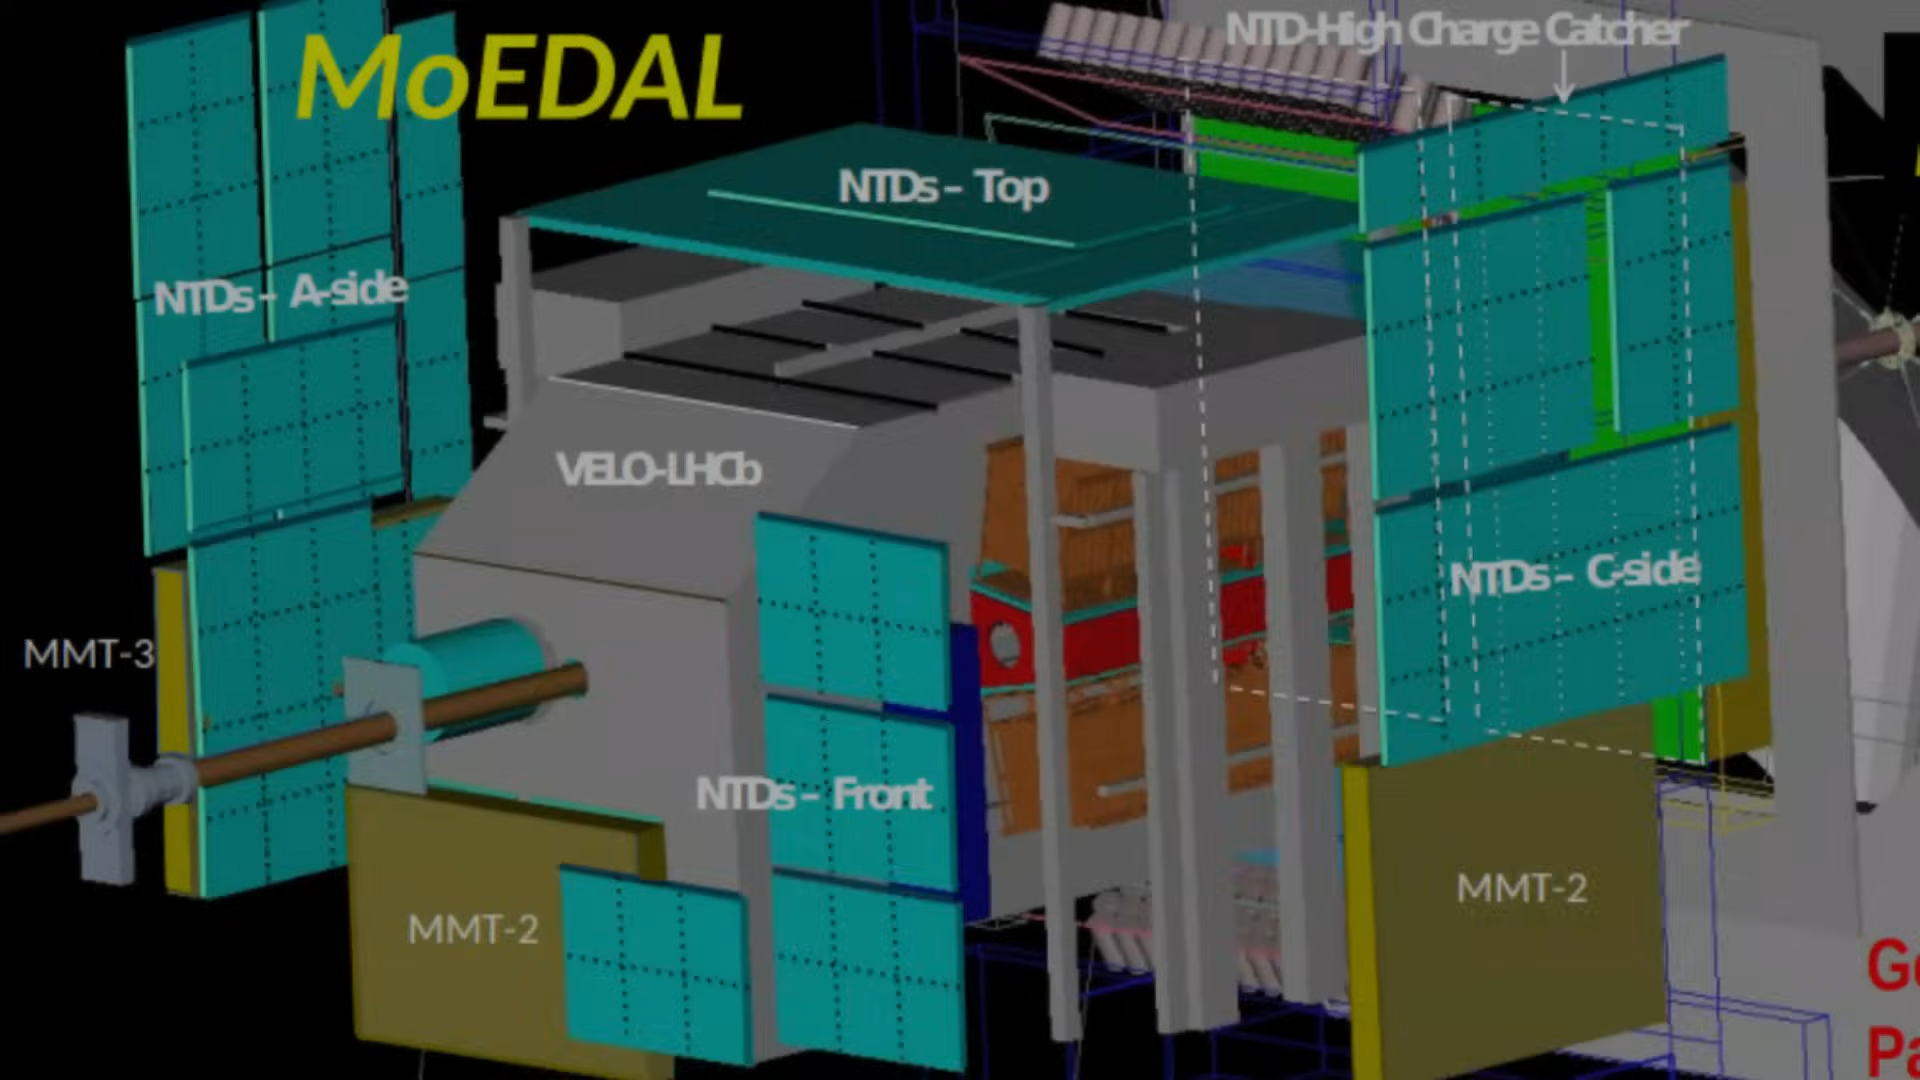 NTD-High Charge Catcher
MoEDAL
NTDs - Top
NTDs - A-side
VELO-LHCb
NTDs - C-side
MMT-3
NTDs - Front
MMT-2
MMT-2